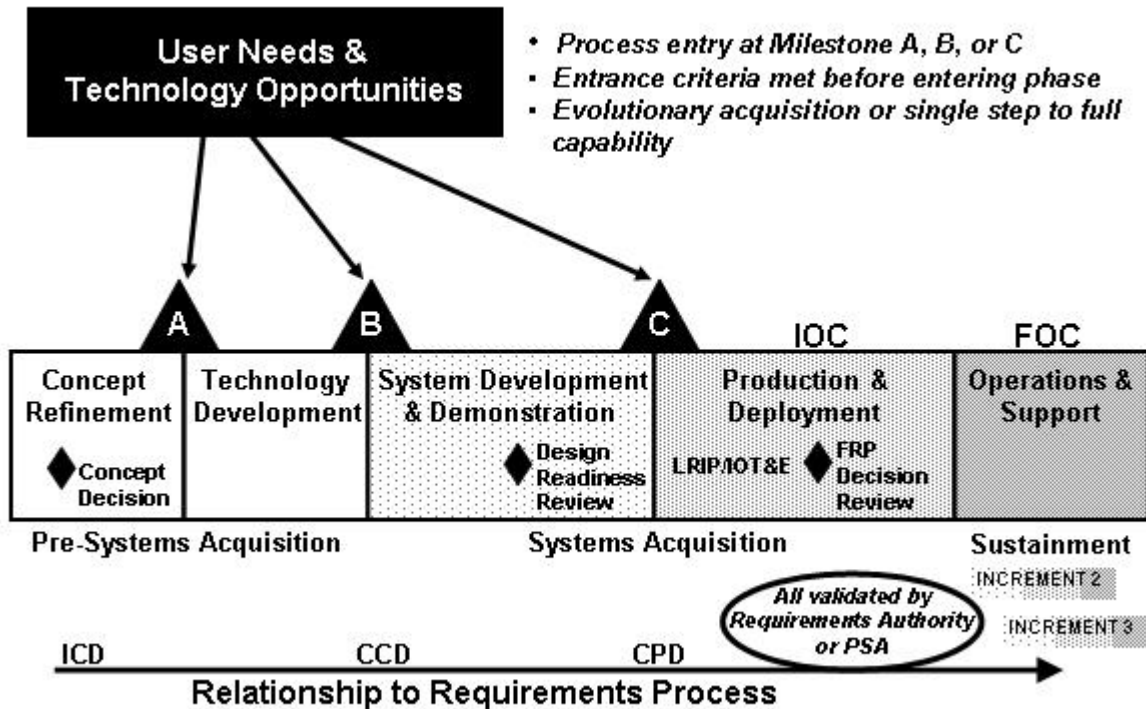 User Needs &
Technology Opportunities
• Process entry at Milestone A, B, or C
▪ Entrance criteria met before entering phase
▪ Evolutionary acquisition or single step to full
capability
A
B
C
IOC
FOC
Concept
Refinement
Concept
Decision
Technology
Development
System Development
& Demonstration
Design
Readiness
Review
Production &
Deployment
LRIP/IOT&E
FRP
Decision
Review
Operations &
Support
Pre-Systems Acquisition
Systems Acquisition
Sustainment
INCREMENT 2
INCREMENT 3
All validated by
Requirements Authority
or PSA
ICD
CCD
CPD
Relationship to Requirements Process